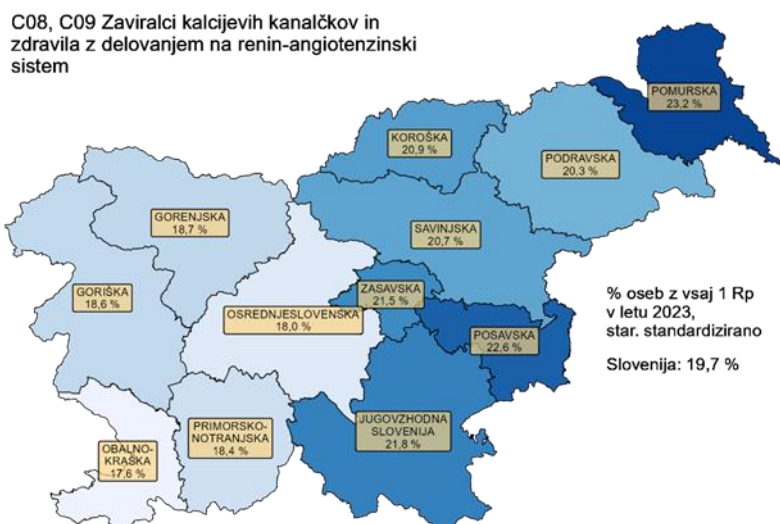 C08, C09 Zaviralci kalcijevih kanalčkov in
zdravila z delovanjem na renin-angiotenzinski
sistem
POMURSKA
23,2 %
KOROŠKA
20,9 %
PODRAVSKA
20,3 %
GORENJSKA
18,7 %
SAVINJSKA
20,7 %
GORIŠKA
18,6 %
ZASAVSKA
21,5 %
OSREDNJESLOVENSKA
18,0 %
POSAVSKA
22,6 %
% oseb z vsaj 1 Rp
v letu 2023,
star. standardizirano
Slovenija: 19,7 %
PRIMORSKO-
NOTRANJSKA
18,4 %
JUGOVZHODNA
SLOVENIJA
21,8 %
OBALNO-
KRAŠKA
17,6 %